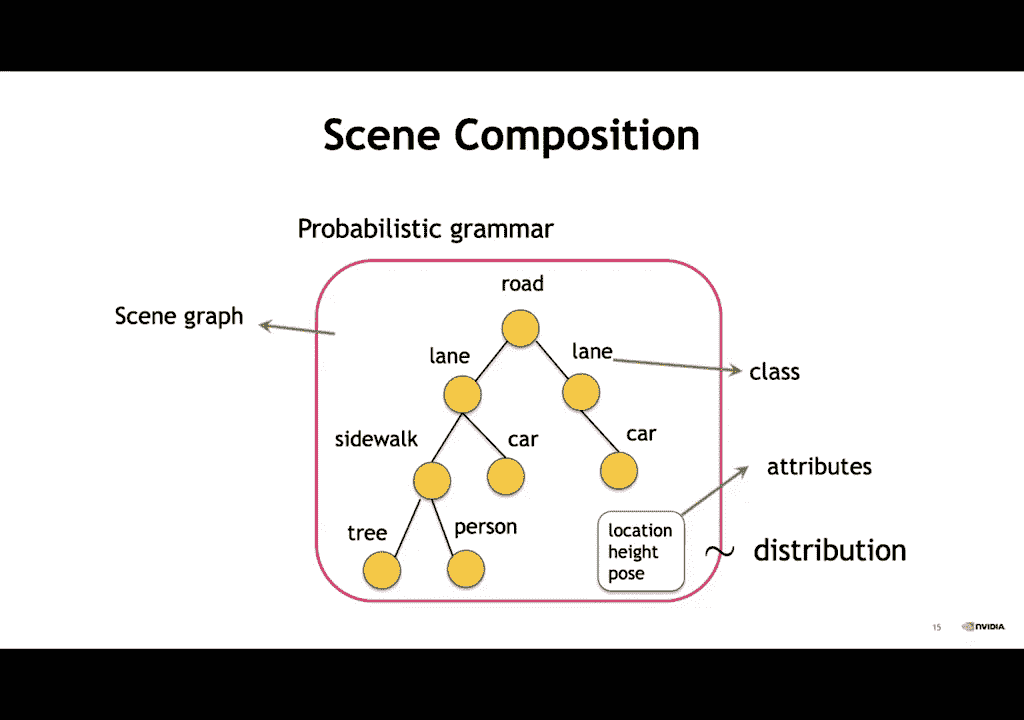 Scene Composition
Probabilistic grammar
road
Scene graph
lane
lane
class
sidewalk
car
car
attributes
tree
person
location
height
pose
~ distribution
15
NVIDIA